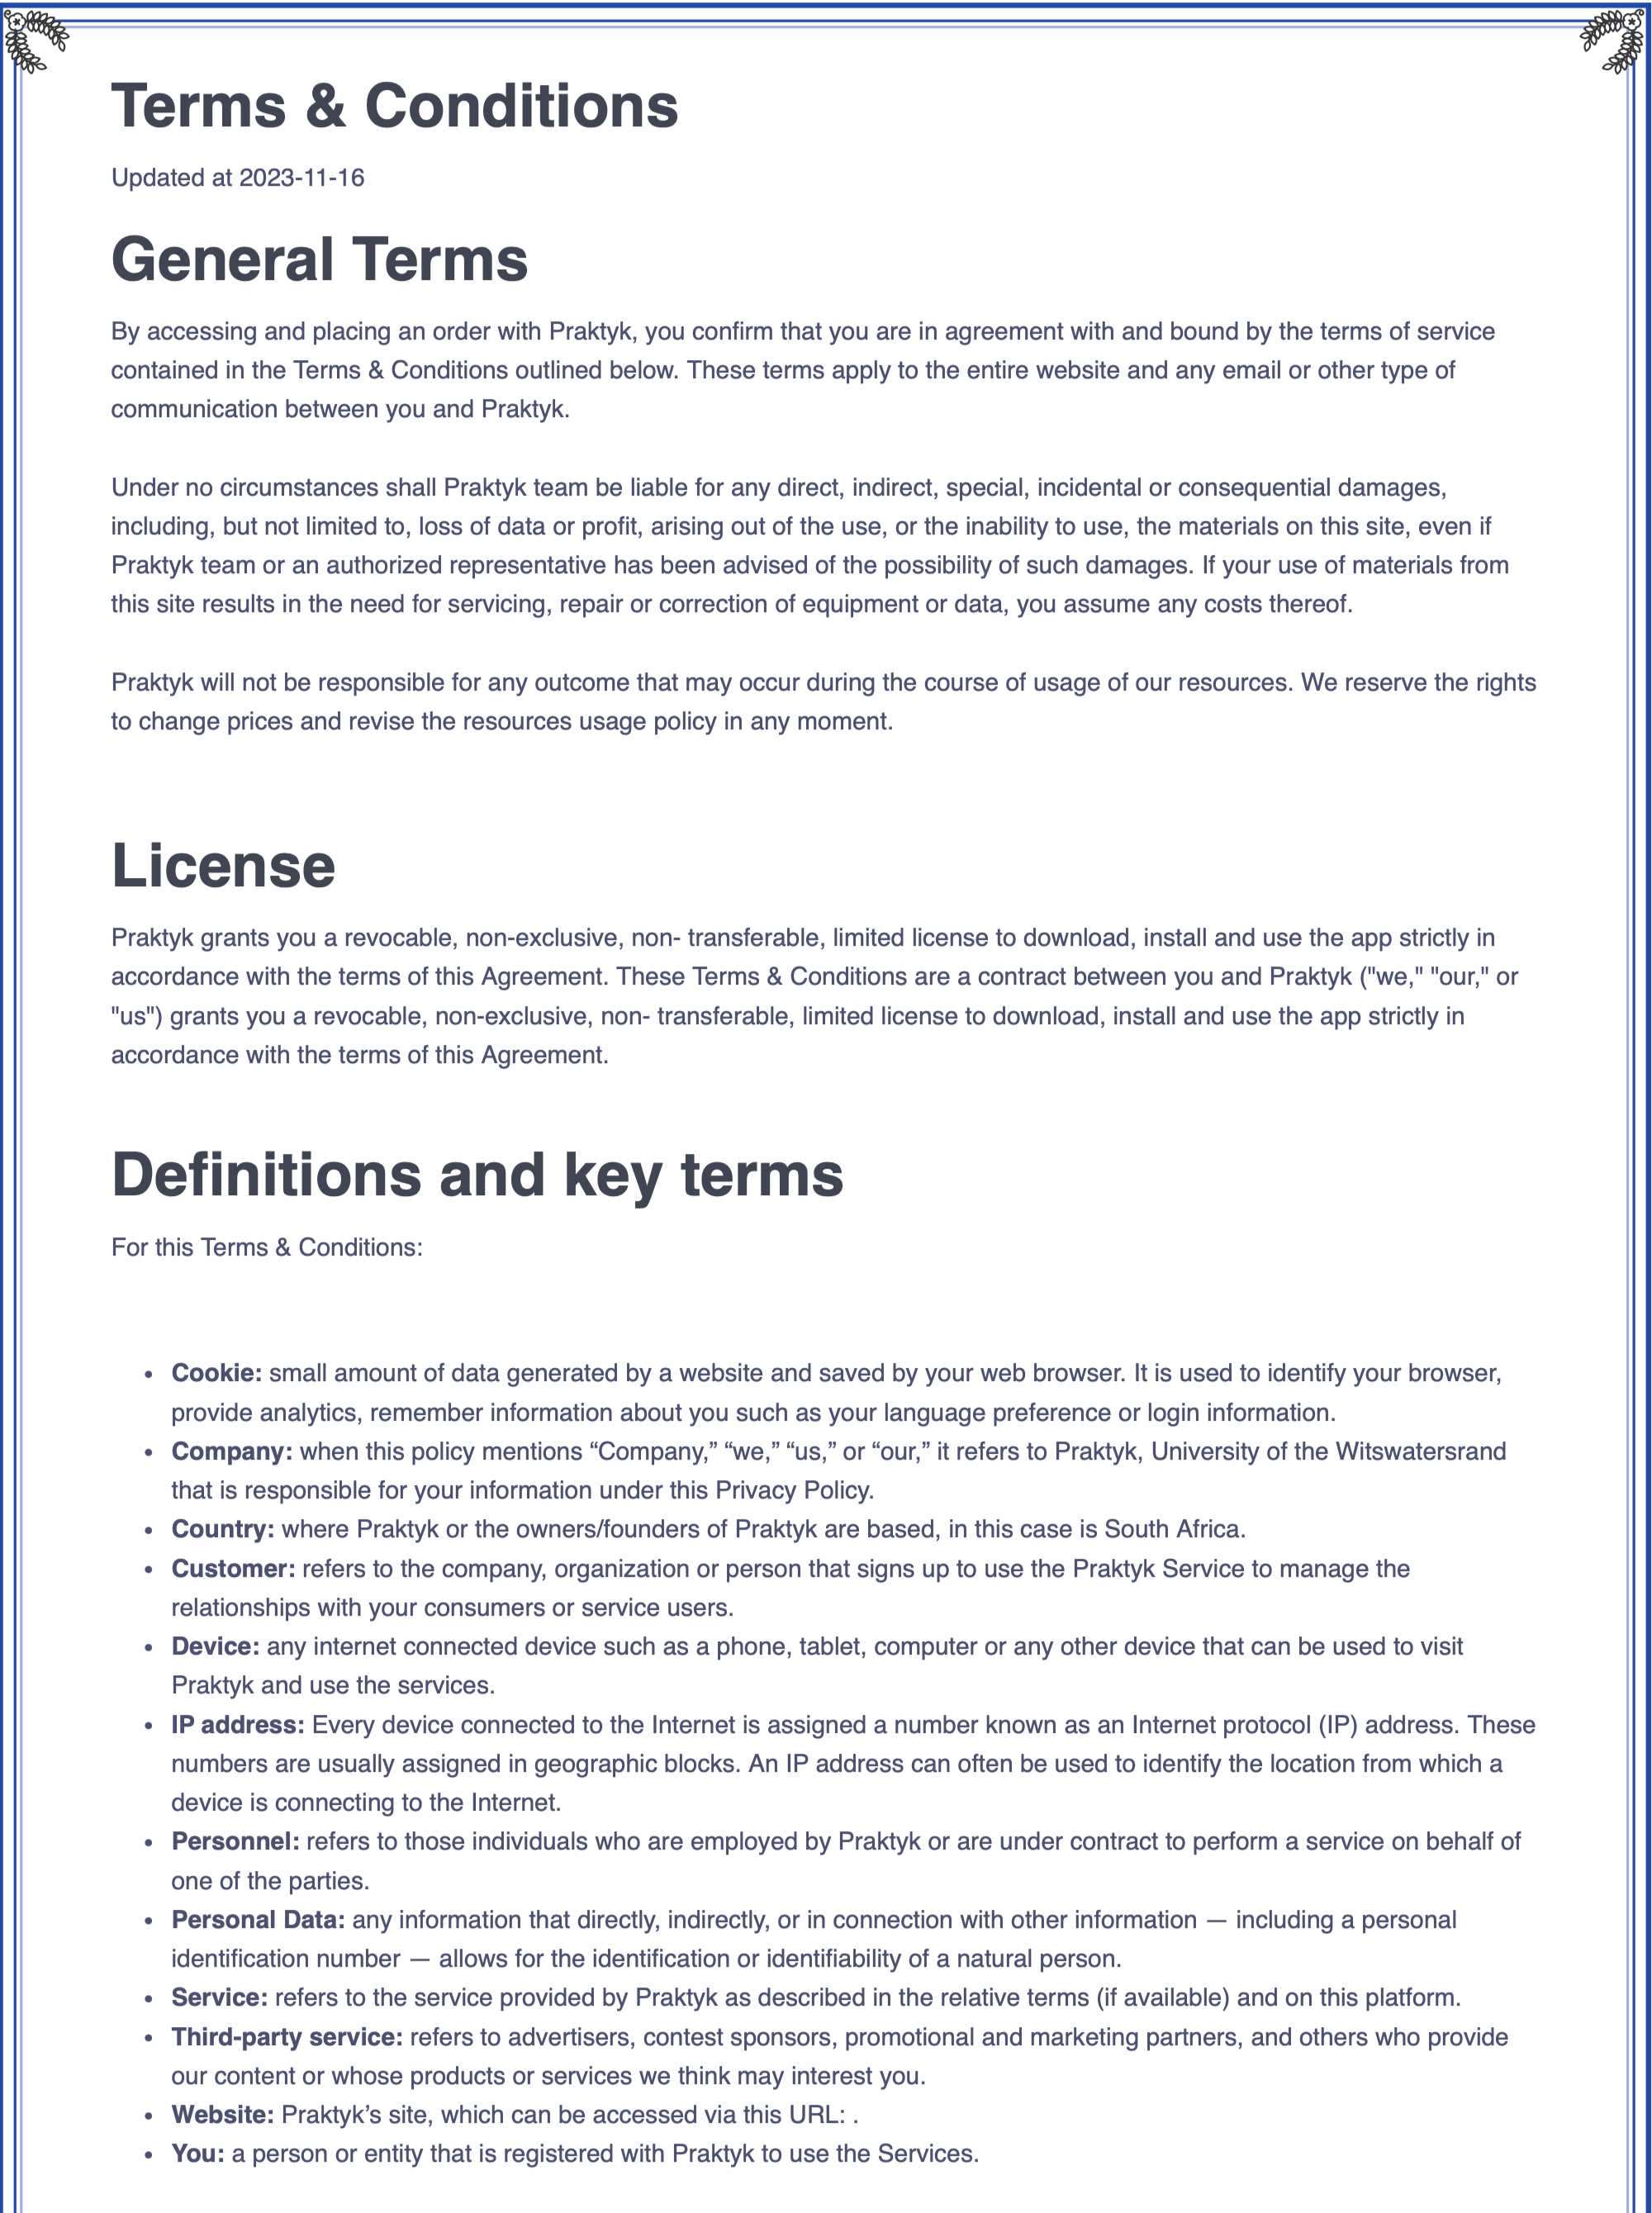 Terms & Conditions
Updated at 2023-11-16
General Terms
By accessing and placing an order with Praktyk, you confirm that you are in agreement with and bound by the terms of service
contained in the Terms & Conditions outlined below. These terms apply to the entire website and any email or other type of
communication between you and Praktyk.
Under no circumstances shall Praktyk team be liable for any direct, indirect, special, incidental or consequential damages,
including, but not limited to, loss of data or profit, arising out of the use, or the inability to use, the materials on this site, even if
Praktyk team or an authorized representative has been advised of the possibility of such damages. If your use of materials from
this site results in the need for servicing, repair or correction of equipment or data, you assume any costs thereof.
Praktyk will not be responsible for any outcome that may occur during the course of usage of our resources. We reserve the rights
to change prices and revise the resources usage policy in any moment.
License
Praktyk grants you a revocable, non-exclusive, non- transferable, limited license to download, install and use the app strictly in
accordance with the terms of this Agreement. These Terms & Conditions are a contract between you and Praktyk ("we," "our," or
"us") grants you a revocable, non-exclusive, non- transferable, limited license to download, install and use the app strictly in
accordance with the terms of this Agreement.
Definitions and key terms
For this Terms & Conditions:
• Cookie: small amount of data generated by a website and saved by your web browser. It is used to identify your browser,
provide analytics, remember information about you such as your language preference or login information.
• Company: when this policy mentions “Company,” “we,” “us,” or “our,” it refers to Praktyk, University of the Witswatersrand
that is responsible for your information under this Privacy Policy.
• Country: where Praktyk or the owners/founders of Praktyk are based, in this case is South Africa.
• Customer: refers to the company, organization or person that signs up to use the Praktyk Service to manage the
relationships with your consumers or service users.
• Device: any internet connected device such as a phone, tablet, computer or any other device that can be used to visit
Praktyk and use the services.
• IP address: Every device connected to the Internet is assigned a number known as an Internet protocol (IP) address. These
numbers are usually assigned in geographic blocks. An IP address can often be used to identify the location from which a
device is connecting to the Internet.
• Personnel: refers to those individuals who are employed by Praktyk or are under contract to perform a service on behalf of
one of the parties.
• Personal Data: any information that directly, indirectly, or in connection with other information — including a personal
identification number — allows for the identification or identifiability of a natural person.
• Service: refers to the service provided by Praktyk as described in the relative terms (if available) and on this platform.
• Third-party service: refers to advertisers, contest sponsors, promotional and marketing partners, and others who provide
our content or whose products or services we think may interest you.
• Website: Praktyk’s site, which can be accessed via this URL: .
• You: a person or entity that is registered with Praktyk to use the Services.